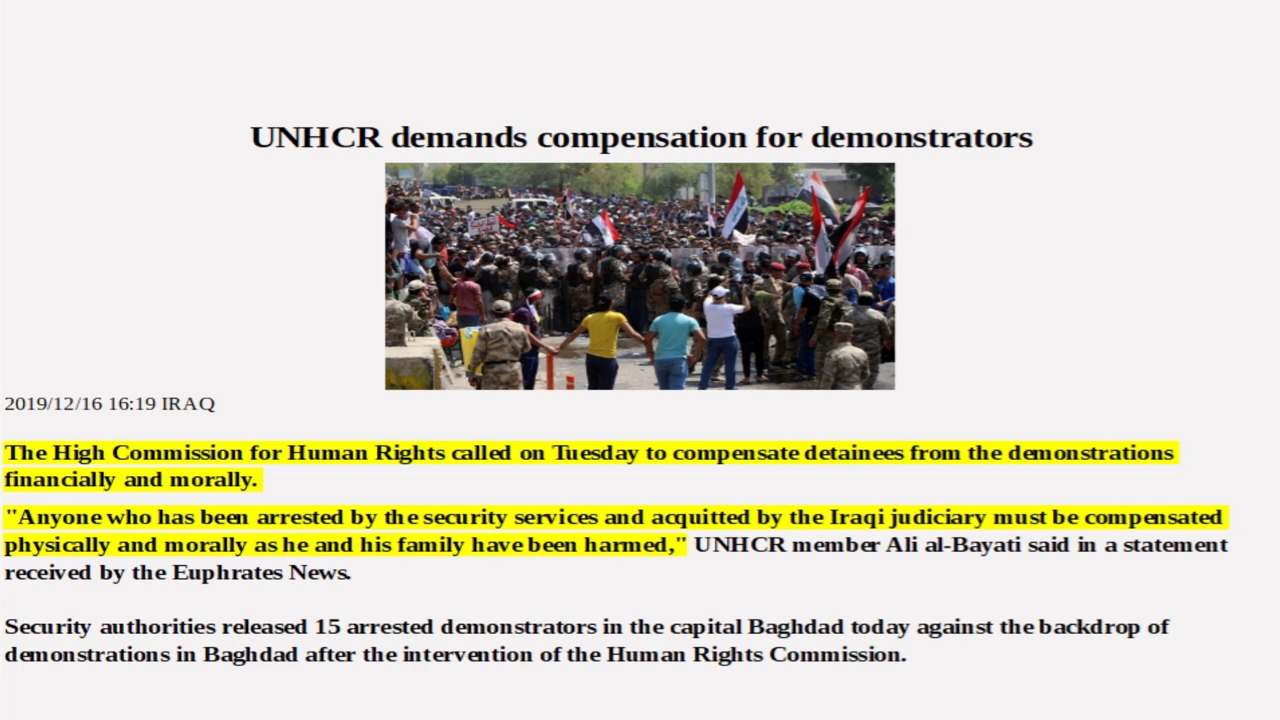 UNHCR demands compensation for demonstrators
2019/12/16 16:19 IRAQ
The High Commission for Human Rights called on Tuesday to compensate detainees from the demonstrations
financially and morally.
"Anyone who has been arrested by the security services and acquitted by the Iraqi judiciary must be compensated
physically and morally as he and his family have been harmed," UNHCR member Ali al-Bayati said in a statement
received by the Euphrates News.
Security authorities released 15 arrested demonstrators in the capital Baghdad today against the backdrop of
demonstrations in Baghdad after the intervention of the Human Rights Commission.